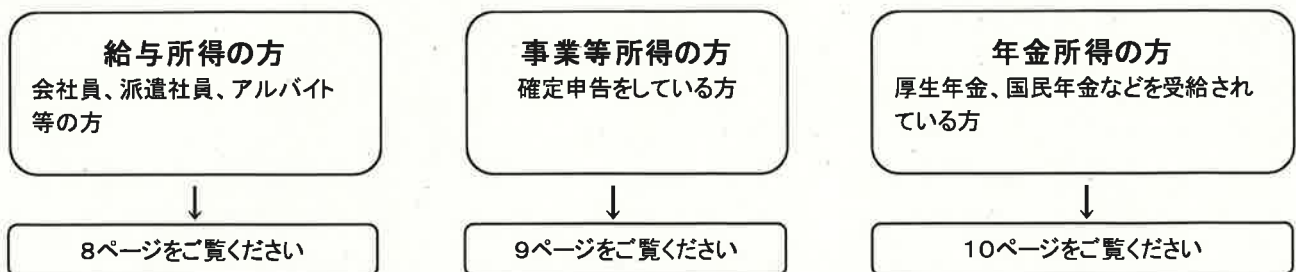 給与所得の方
会社員、派遣社員、アルバイト
等の方
↓
8ページをご覧ください
事業等所得の方
確定申告をしている方
↓
9ページをご覧ください
年金所得の方
厚生年金、国民年金などを受給され
ている方
↓
10ページをご覧ください